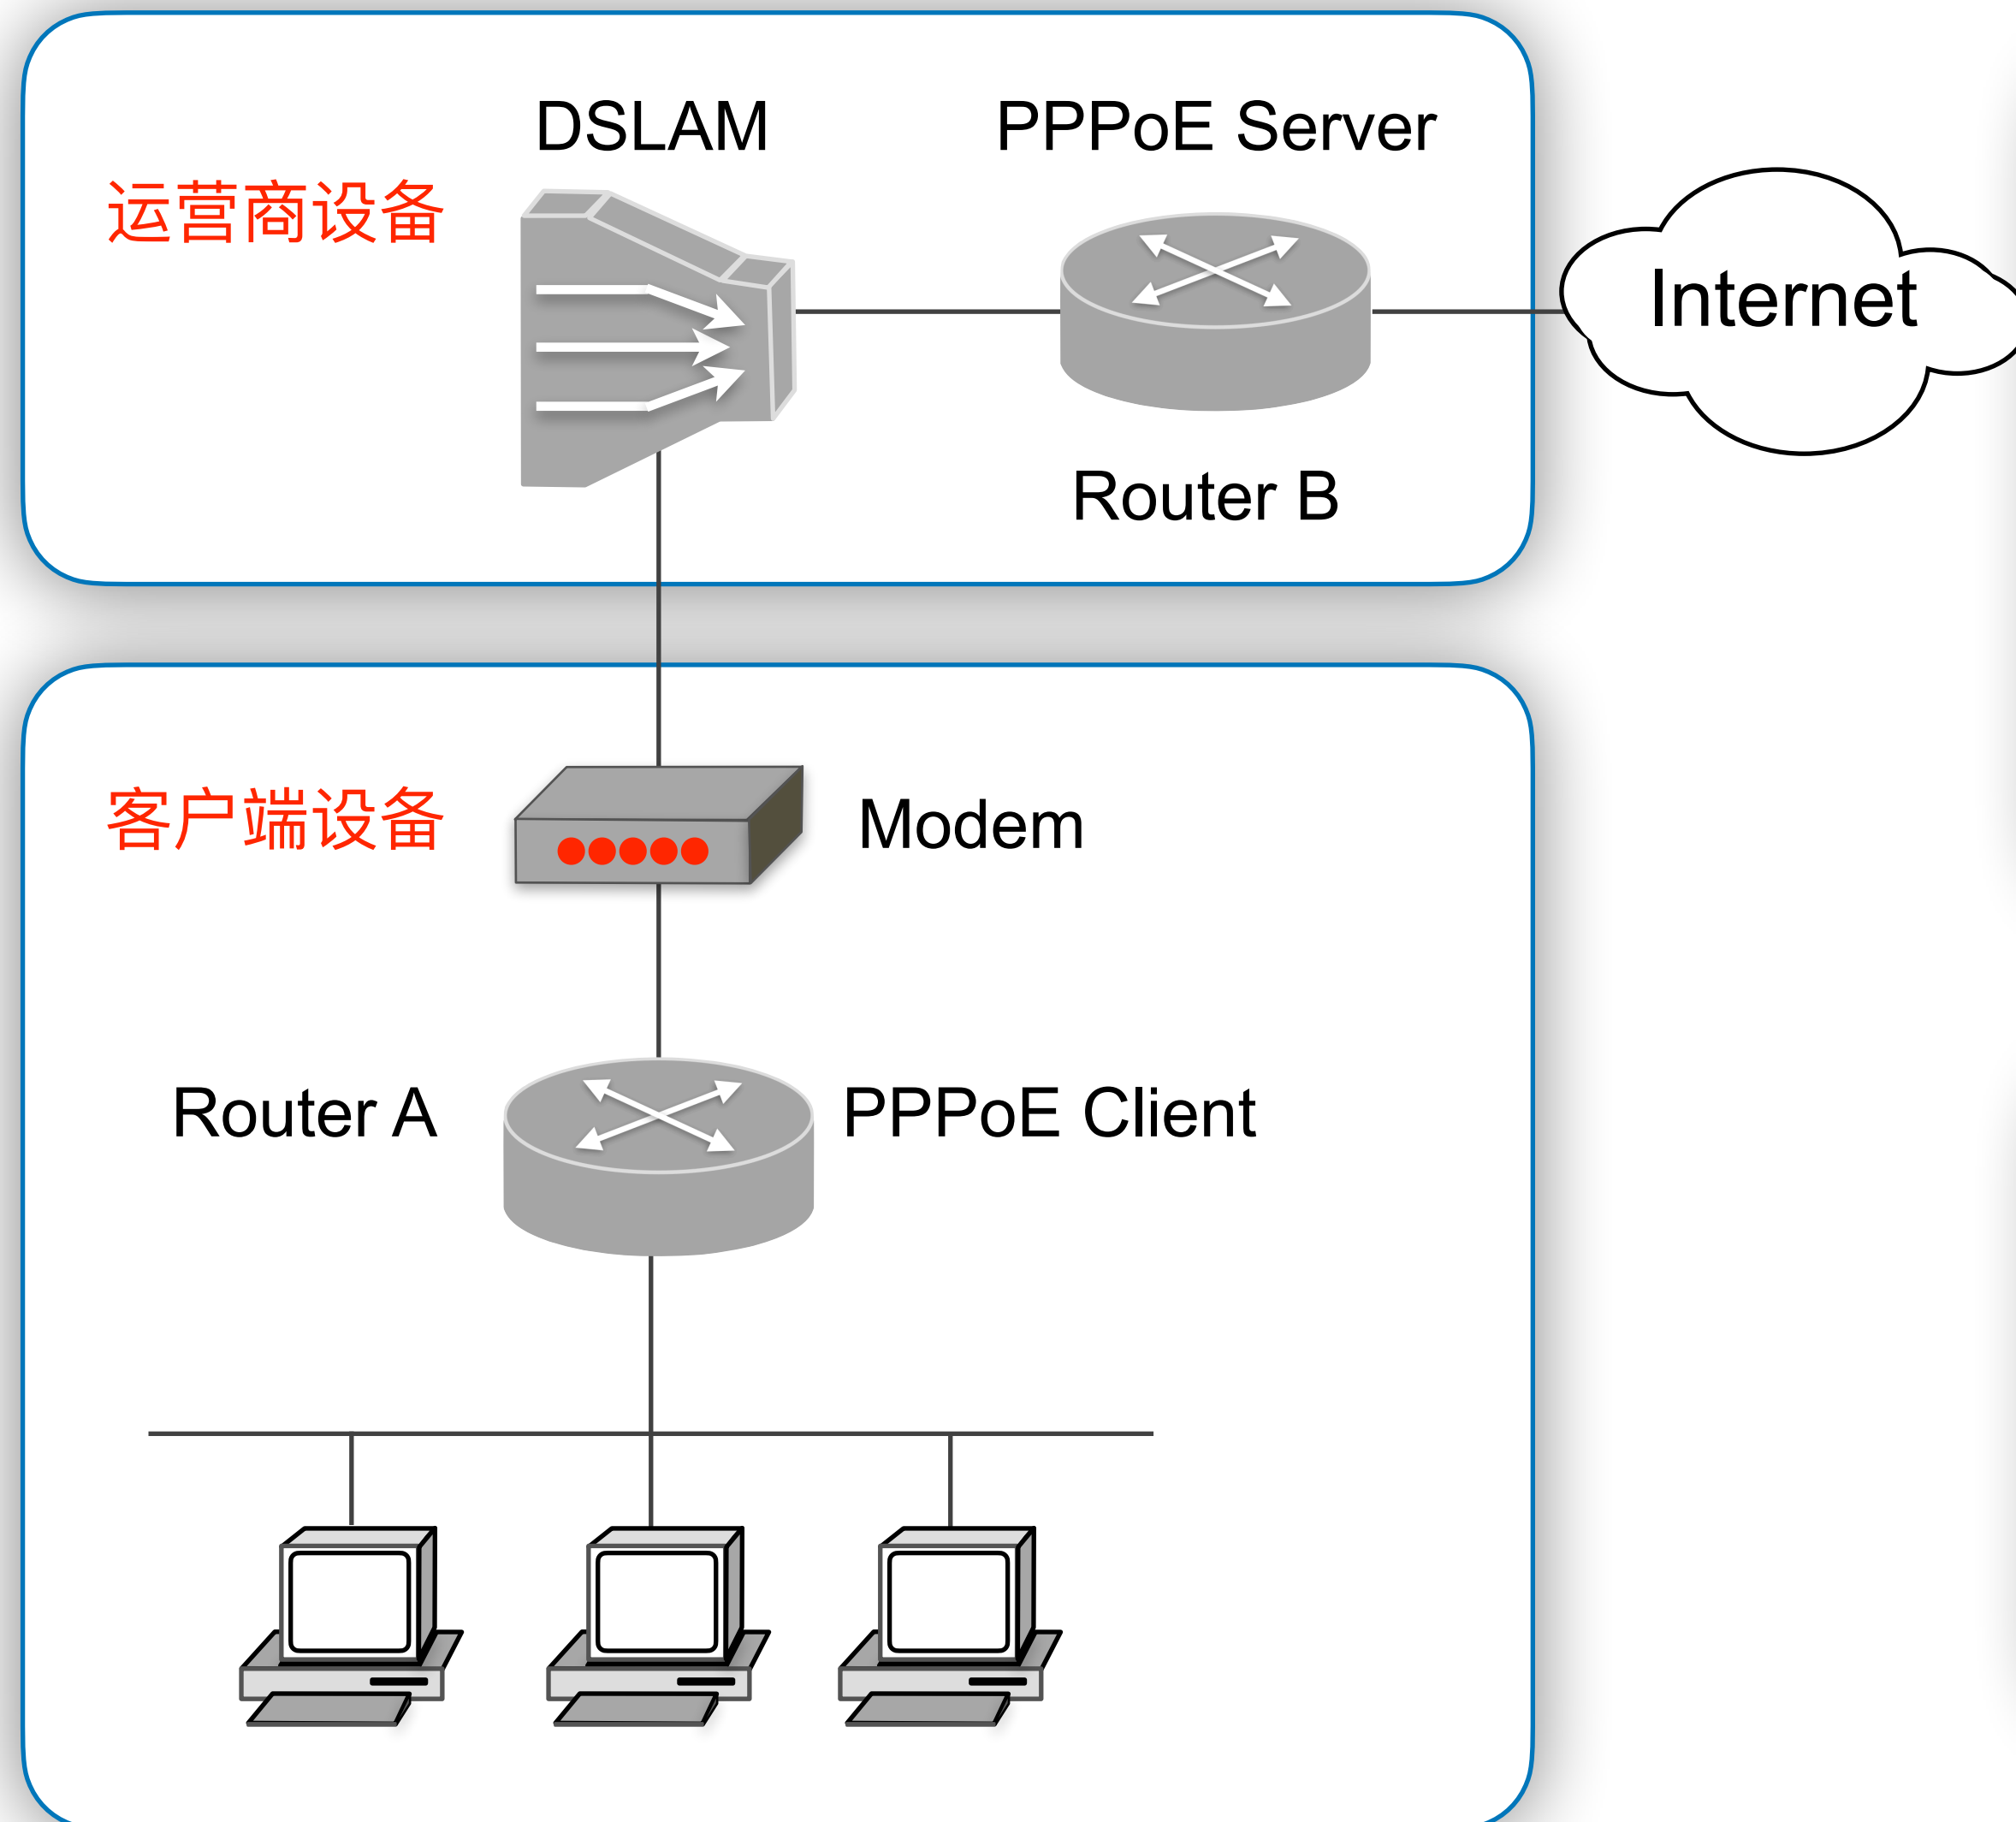 DSLAM
PPPoE Server
运营商设备
Internet
Router B
客户端设备
Modem
Router A
PPPoE Client